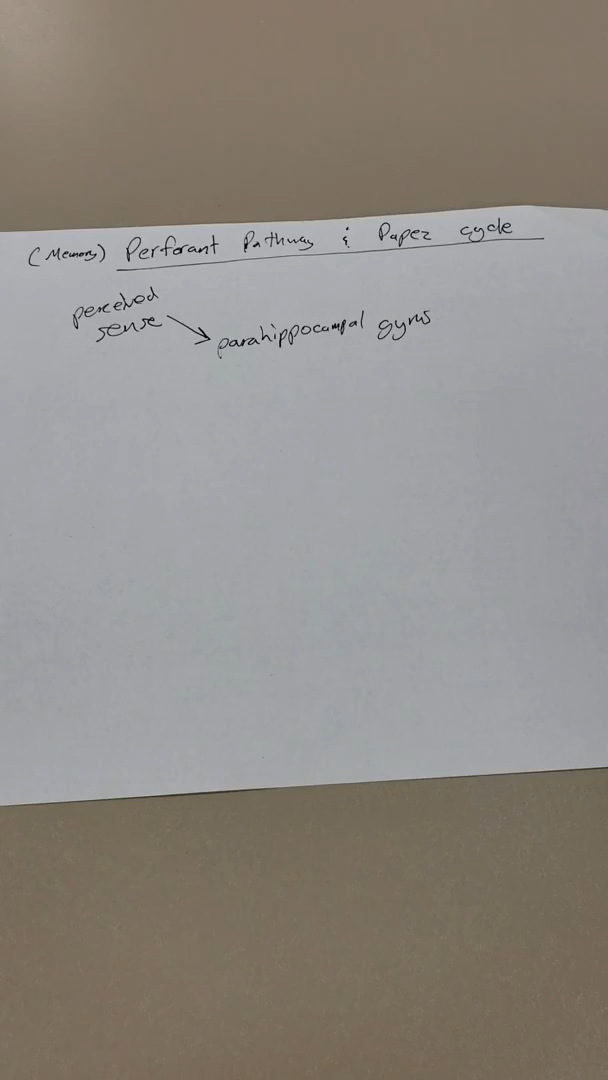 (Memory) Perforant Pathway & Papez cycle
perceived
sense
parahippocampal gyrus